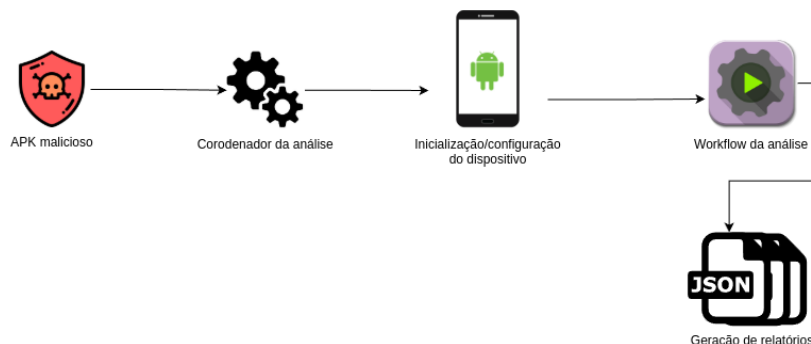 APK malicioso
Corodenador da análise
Inicialização/configuração
do dispositivo
Workflow da análise
JSON
Geração de relatórios